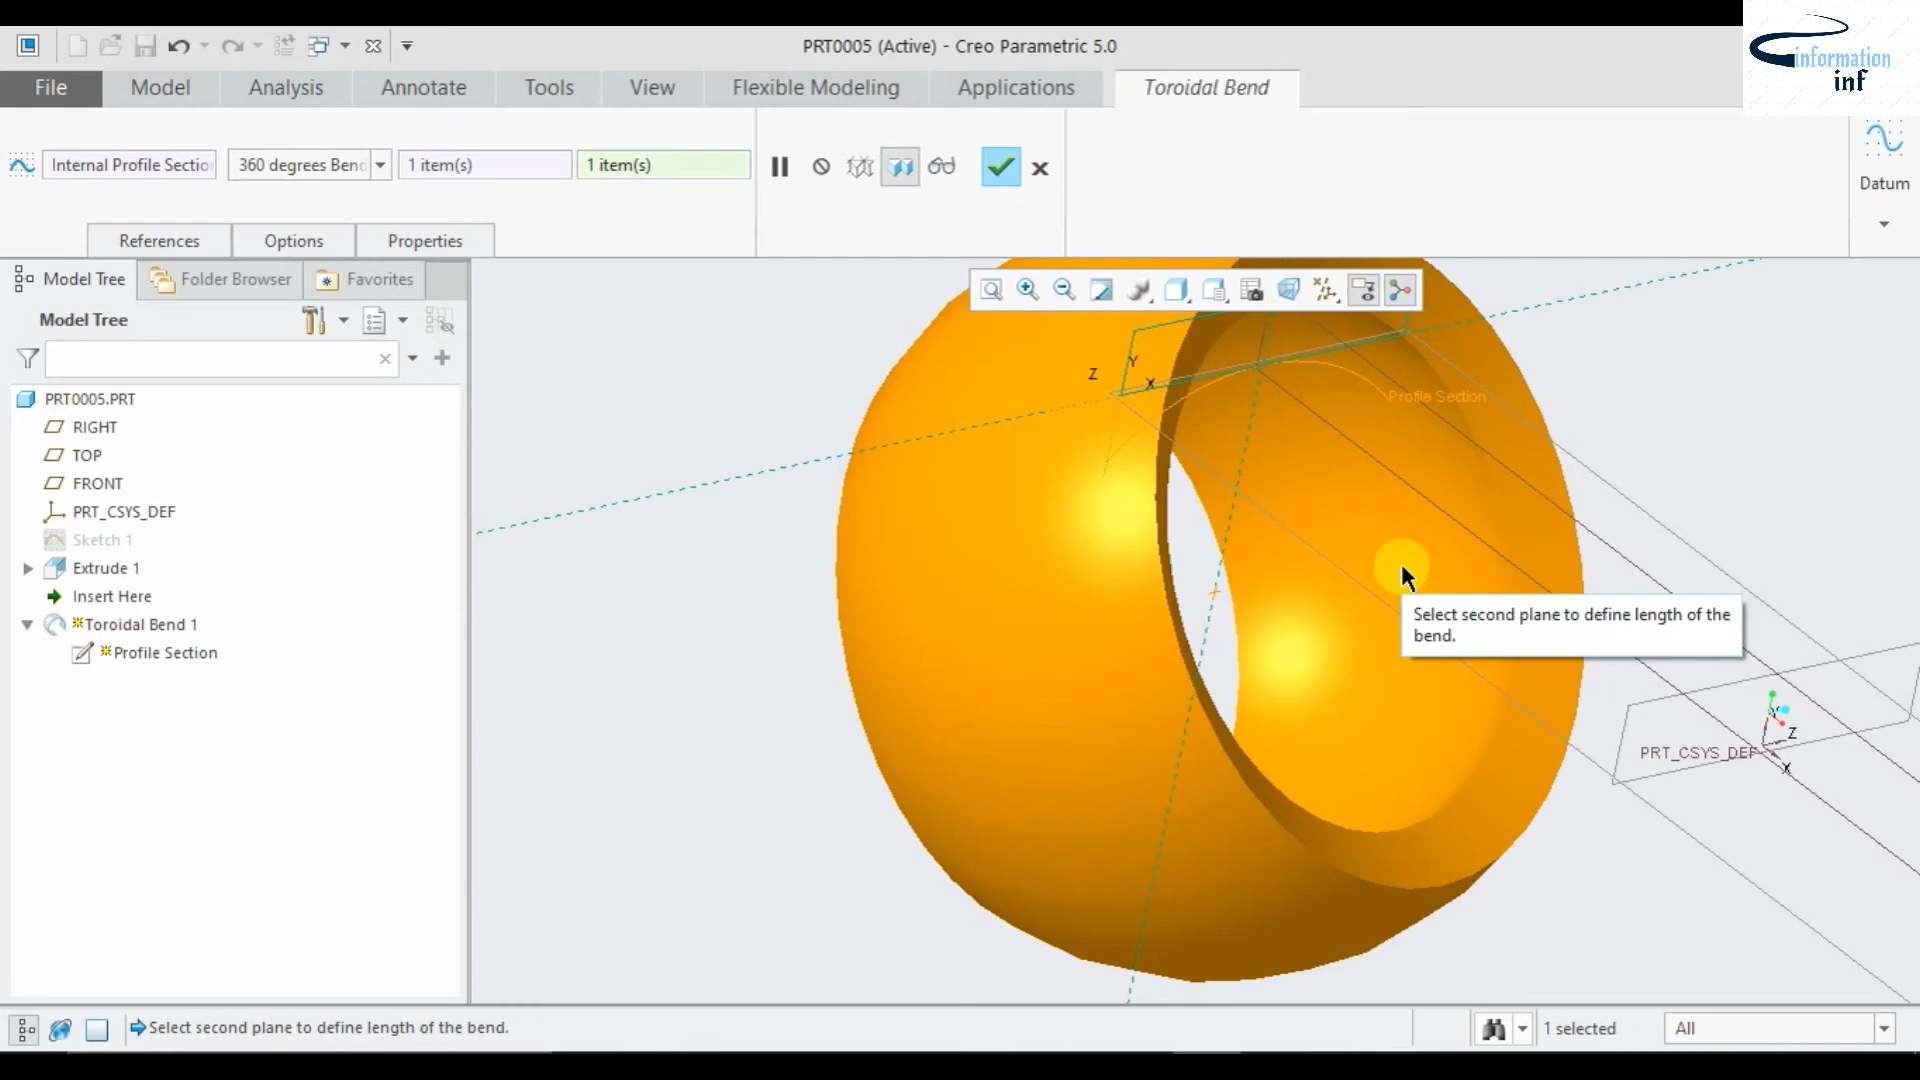 PRT0005 (Active) - Creo Parametric 5.0
information
inf
File
Model
Analysis
Annotate
Tools
View
Flexible Modeling
Applications
Toroidal Bend
Internal Profile Sectio
360 degrees Bend
1 item(s)
1 item(s)
Datum
References
Options
Properties
Model Tree
Folder Browser
Favorites
Model Tree
PRT0005.PRT
RIGHT
TOP
FRONT
PRT_CSYS_DEF
Sketch 1
Extrude 1
Insert Here
Toroidal Bend 1
Profile Section
Z
Y
X
Profile Section
Select second plane to define length of the
bend.
Y
Z
PRT_CSYS_DEF
X
Select second plane to define length of the bend.
1 selected
All